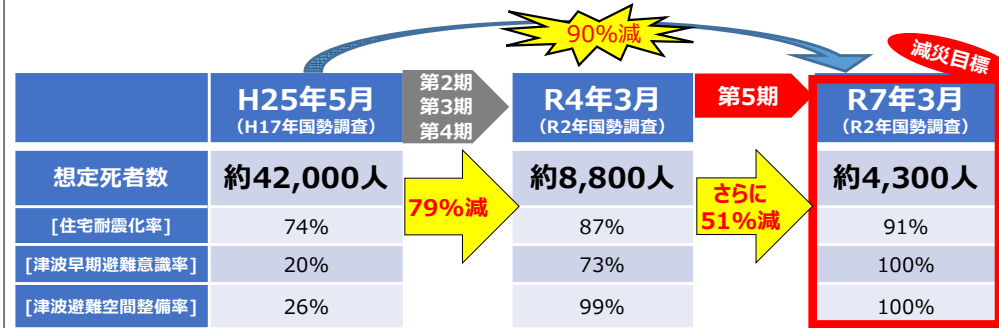 90%減
減災目標
H25年5月
(H17年国勢調査)
第2期
第3期
第4期
R4年3月
(R2年国勢調査)
第5期
R7年3月
(R2年国勢調査)
想定死者数
約42,000人
79%減
約8,800人
さらに
51%減
約4,300人
[住宅耐震化率]
74%
87%
91%
[津波早期避難意識率]
20%
73%
100%
[津波避難空間整備率]
26%
99%
100%